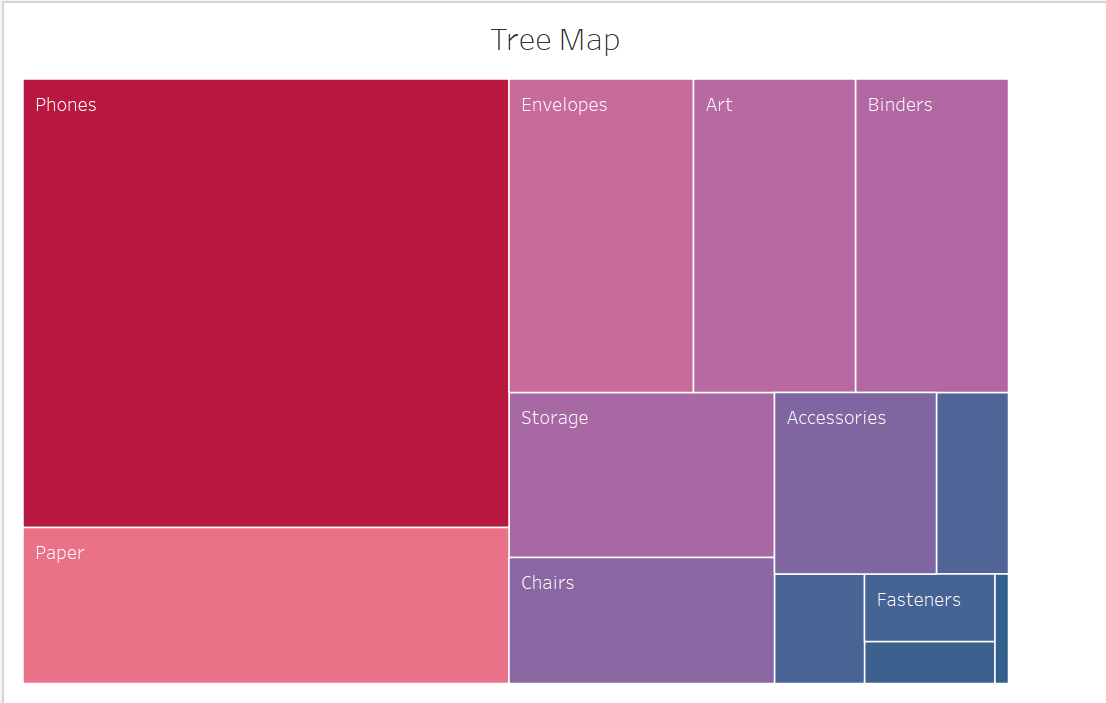 Tree Map
Phones
Envelopes
Art
Binders
Storage
Accessories
Paper
Chairs
Fasteners